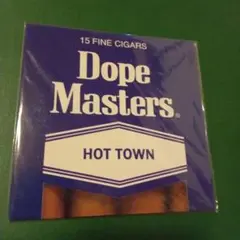 15 FINE CIGARS
Dope
Masters®
HOT TOWN